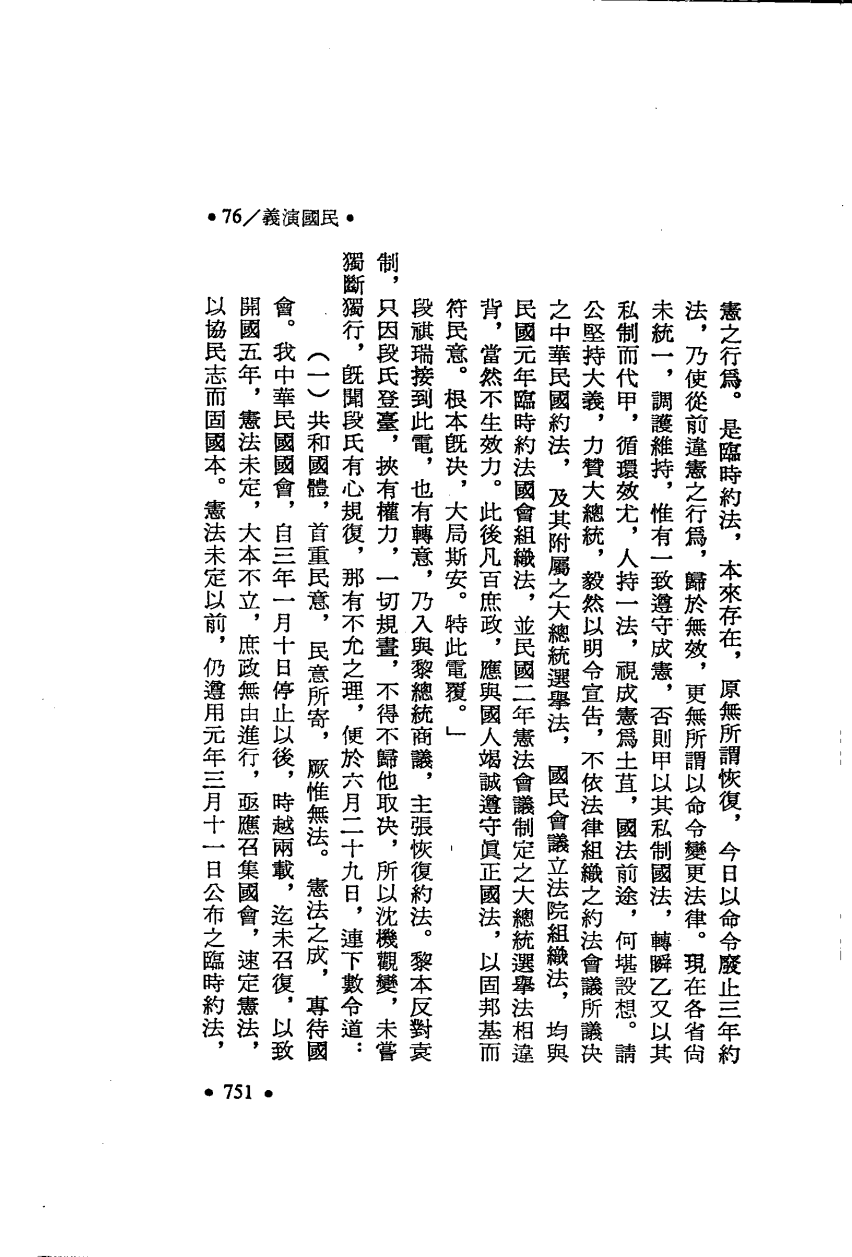 •76/義演國民•
憲之行爲。是臨時約法，本來存在，原無所謂恢復，今日以命令廢止三年約
法，乃使從前違憲之行爲，歸於無效，更無所謂以命令變更法律。現在各省尙
未統一，調護維持，惟有一致遵守成憲，否則甲以其私制國法，轉瞬乙又以其
私制而代甲，循環效尤，人持一法，視成憲爲土苴，國法前途，何堪設想。請
公堅持大義，力贊大總統，毅然以明令宣告，不依法律組織之約法會議所議决
之中華民國約法，及其附屬之大總統選擧法，國民會議立法院組織法，均與
民國元年臨時約法國會組織法，並民國二年憲法會議制定之大總統選擧法相違
背，當然不生效力。此後凡百庶政，應與國人竭誠遵守眞正國法，以固邦基而
符民意。根本旣决，大局斯安。特此電覆。」
段祺瑞接到此電，也有轉意，乃入與黎總統商議，主張恢復約法。黎本反對袁
制，只因段氏登臺，挾有權力，一切規畫，不得不歸他取决，所以沈機觀變，未嘗
獨斷獨行，旣聞段氏有心規復，那有不允之理，便於六月二十九日，連下數令道：
（一）共和國體，首重民意，民意所寄，厥惟無法。憲法之成，專待國
會。我中華民國國會，自三年一月十日停止以後，時越兩載，迄未召復，以致
開國五年，憲法未定，大本不立，庶政無由進行，亟應召集國會，速定憲法，
以協民志而固國本。憲法未定以前，仍遵用元年三月十一日公布之臨時約法，
•751•